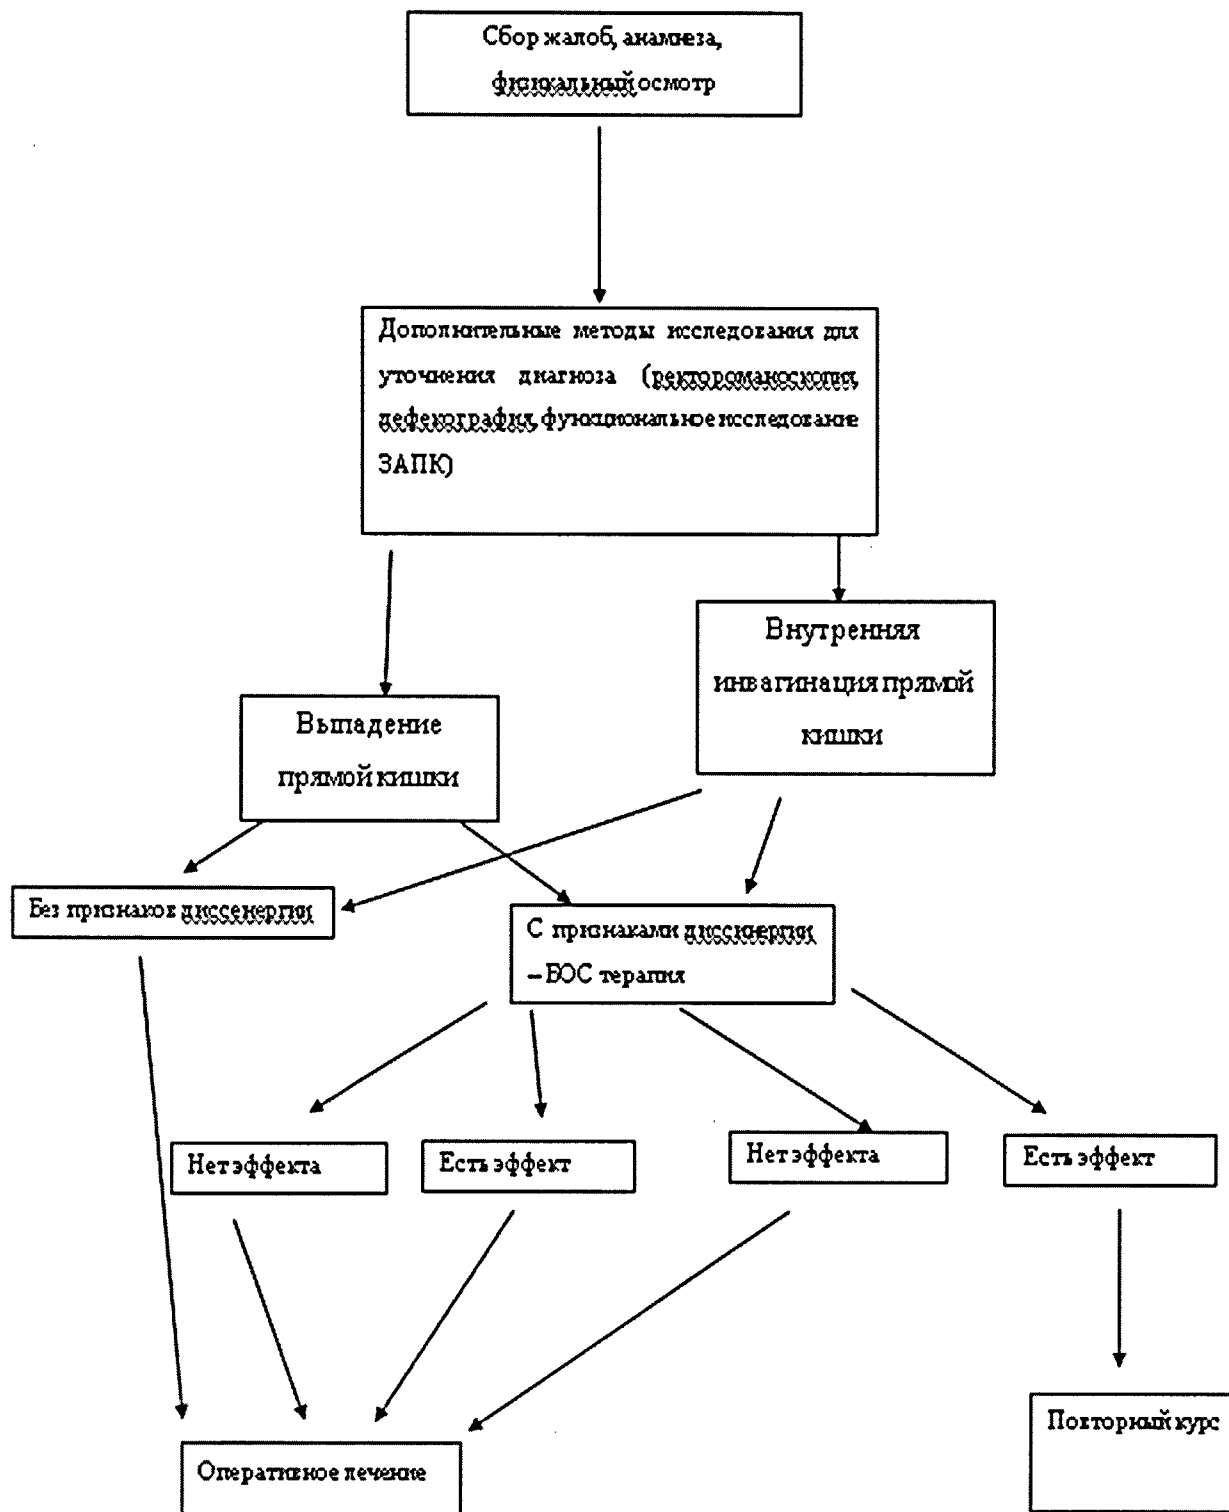 Сбор жалоб, анамнеза,
физикальный осмотр
Дополнительные методы исследования для
уточнения диагноза (ректороманоскопия,
дефекография, функциональное исследование
ЗАПК)
Внутренняя
инвагинация прямой
кишки
Выпадение
прямой кишки
Без признаков диссенергии
С признаками диссинергии
– БОС терапия
Нет эффекта
Есть эффект
Нет эффекта
Есть эффект
Повторный курс
Оперативное лечение